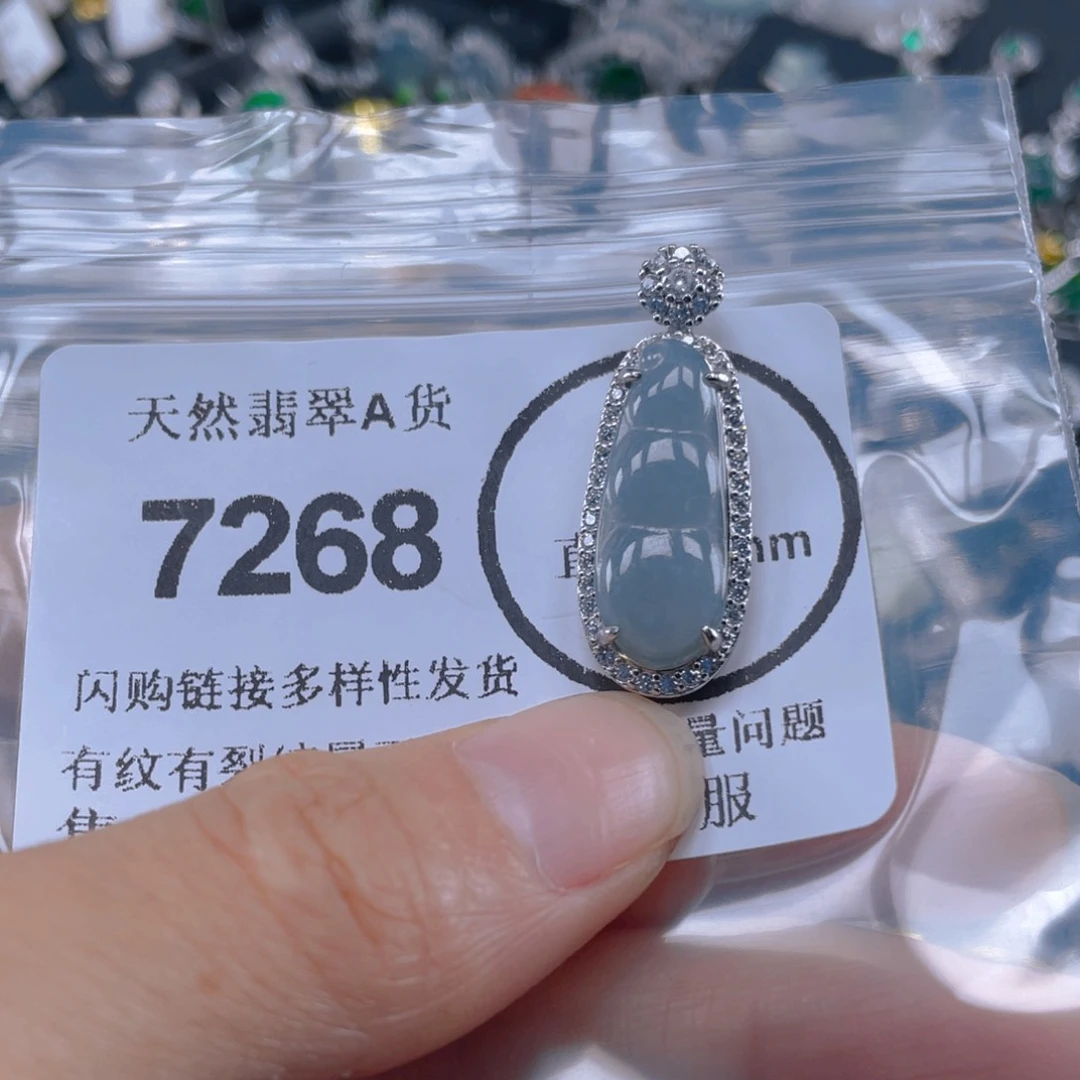 天然翡翠A货
7268
mm
闪购链接多样性发货
有纹有裂
量问题
服